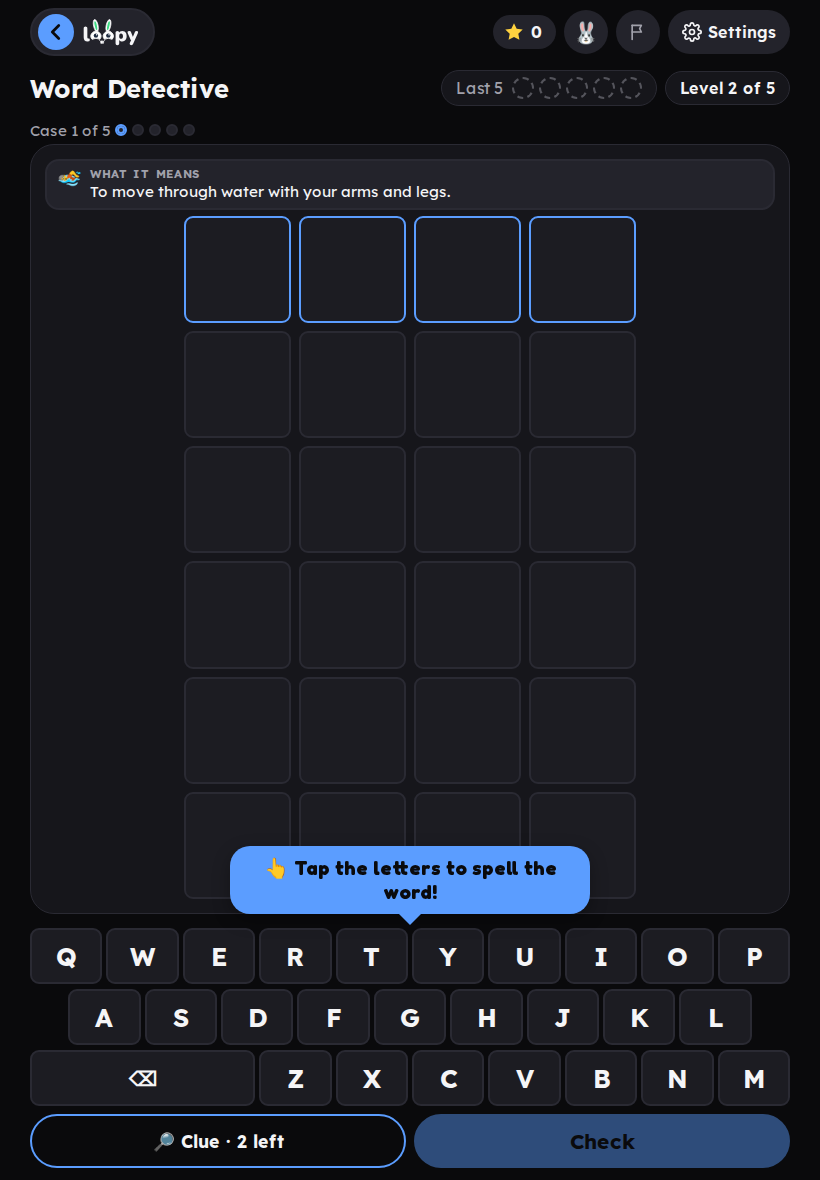 loopy
0
Settings
Word Detective
Last 5
Level 2 of 5
Case 1 of 5
WHAT IT MEANS
To move through water with your arms and legs.
Tap the letters to spell the
word!
Q W E R T Y U I O P
A S D F G H J K L
Z X C V B N M
Clue · 2 left
Check